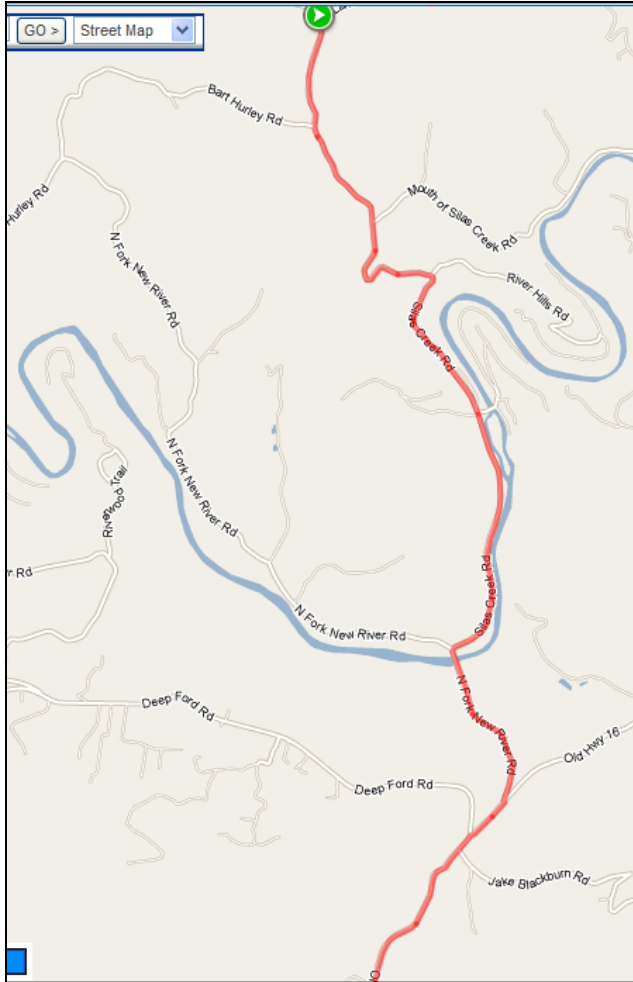 GO > Street Map
Bart Hurley Rd
Mouth of Silas Creek Rd
Hurley Rd
N Fork New River Rd
River Hills Rd
Silas Creek Rd
N Fork New River Rd
Riverwood Trail
r Rd
Silas Creek Rd
N Fork New River Rd
N Fork New River Rd
Deep Ford Rd
Old Hwy 16
Deep Ford Rd
Jake Blackburn Rd